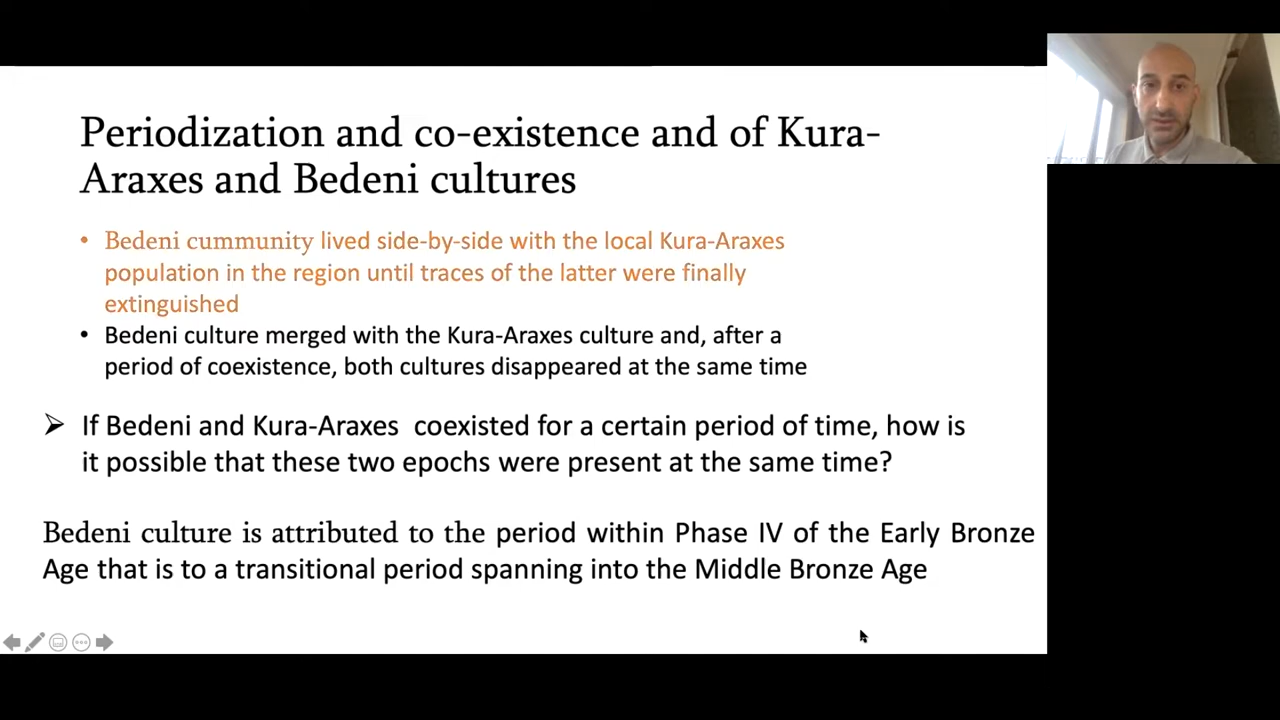 Periodization and co-existence and of Kura-
Araxes and Bedeni cultures
• Bedeni cummunity lived side-by-side with the local Kura-Araxes
population in the region until traces of the latter were finally
extinguished
• Bedeni culture merged with the Kura-Araxes culture and, after a
period of coexistence, both cultures disappeared at the same time
➢ If Bedeni and Kura-Araxes coexisted for a certain period of time, how is
it possible that these two epochs were present at the same time?
Bedeni culture is attributed to the period within Phase IV of the Early Bronze
Age that is to a transitional period spanning into the Middle Bronze Age